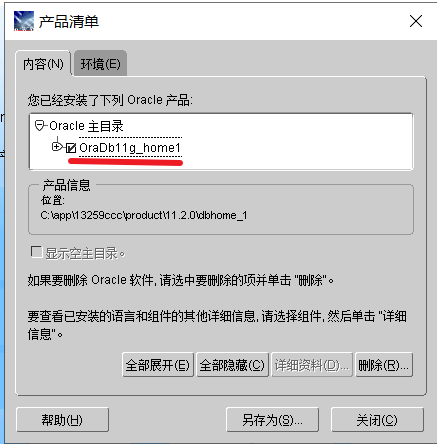 产品清单
内容(N)
环境(E)
您已经安装了下列 Oracle 产品:
Oracle 主目录
OraDb11g_home1
产品信息
位置:
C:\app\13259ccc\product\11.2.0\dbhome_1
显示空主目录。
如果要删除 Oracle 软件, 请选中要删除的项并单击 "删除"。
要查看已安装的语言和组件的其他详细信息, 请选择组件, 然后单击 "详细
信息"。
全部展开(E)
全部隐藏(C)
详细资料(D)...
删除(R)...
帮助(H)
另存为(S)...
关闭(C)